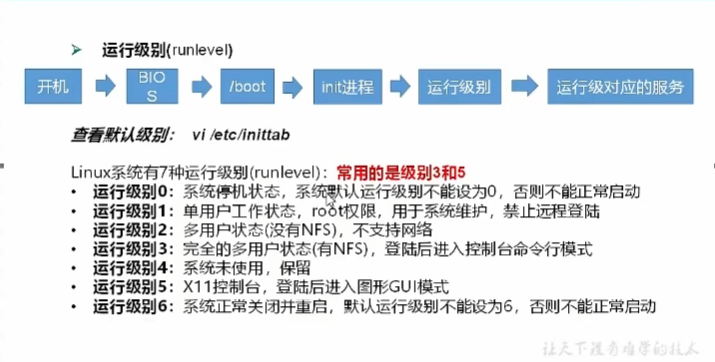 ➢ 运行级别(runlevel)
开机 BIOS /boot init进程 运行级别 运行级对应的服务
查看默认级别： vi /etc/inittab
Linux系统有7种运行级别(runlevel)：常用的是级别3和5
• 运行级别0：系统停机状态，系统默认运行级别不能设为0，否则不能正常启动
• 运行级别1：单用户工作状态，root权限，用于系统维护，禁止远程登陆
• 运行级别2：多用户状态(没有NFS)，不支持网络
• 运行级别3：完全的多用户状态(有NFS)，登陆后进入控制台命令行模式
• 运行级别4：系统未使用，保留
• 运行级别5：X11控制台，登陆后进入图形GUI模式
• 运行级别6：系统正常关闭并重启，默认运行级别不能设为6，否则不能正常启动
让天下没有难学的技术